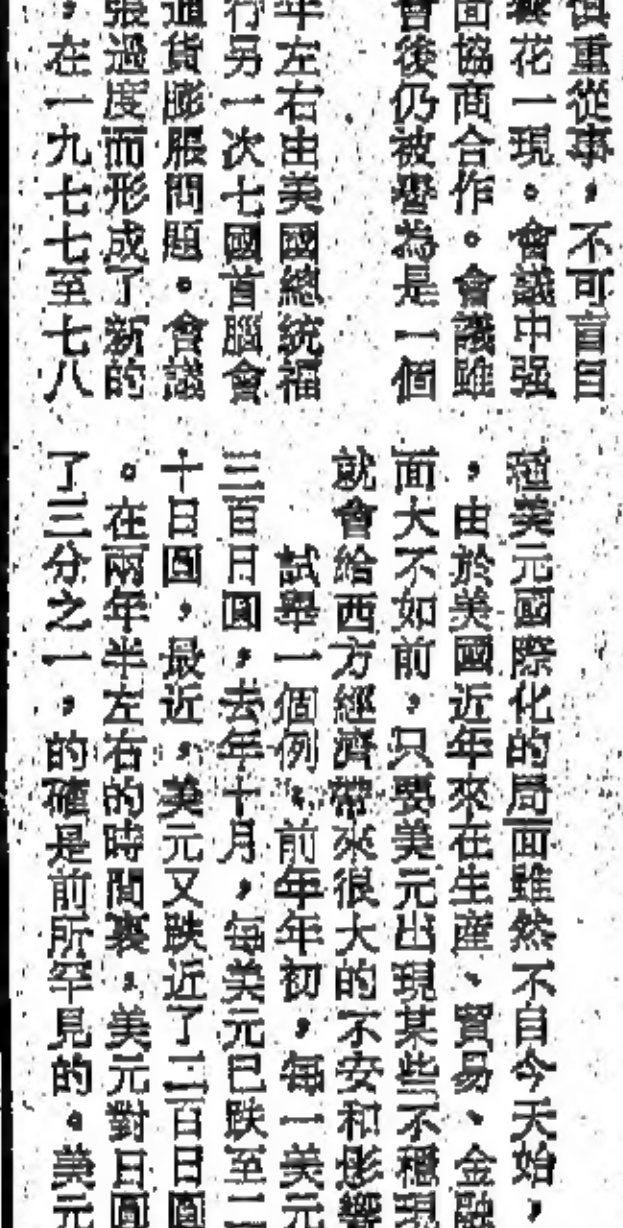 慎重從事，不可盲目
曇花一現。會議中强
面協商合作。會議雖
會後仍被譽為是一個
年左右由美國總統福
行另一次七國首腦會
通貨膨脹問題。會議
張過度而形成了新的
，在一九七七至七八
種美元國際化的局面雖然不自今天始，
，由於美國近年來在生產、貿易、金融
面大不如前，只要美元出現某些不穩現
就會給西方經濟帶來很大的不安和影響
試舉一個例。前年年初，每一美元
三百日圓，去年十月，每美元已跌至二
十日圓，最近，美元又跌近了二百日圓
。在兩年半左右的時間裏，美元對日圓
了三分之一，的確是前所罕見的。美元